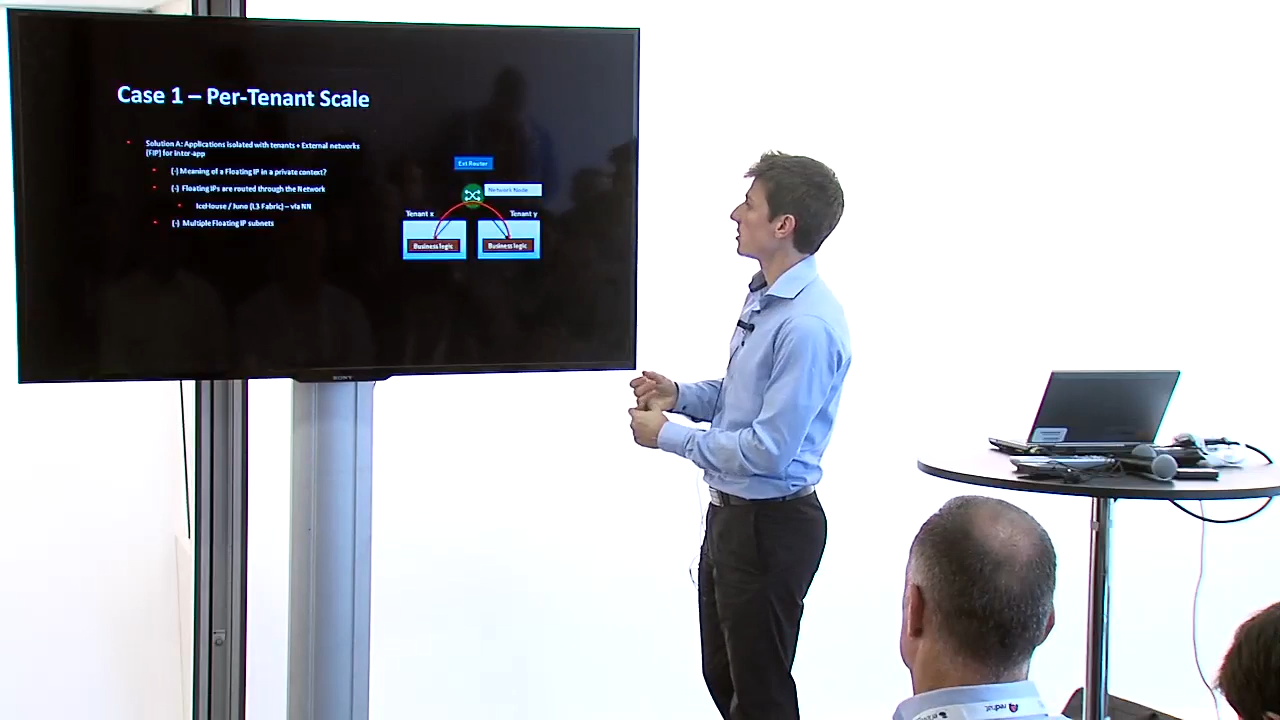 Case 1 – Per-Tenant Scale
Solution A: Applications isolated with tenants + External networks
(FIP) for Inter-app
(-) Meaning of a Floating IP in a private context?
(-) Floating IPs are routed through the Network
IceHouse / Juno (L3 Fabric) – via NN
(-) Multiple Floating IP subnets
Ext Router
Network Node
Tenant x
Tenant y
Business logic
Business logic
SONY
redhat